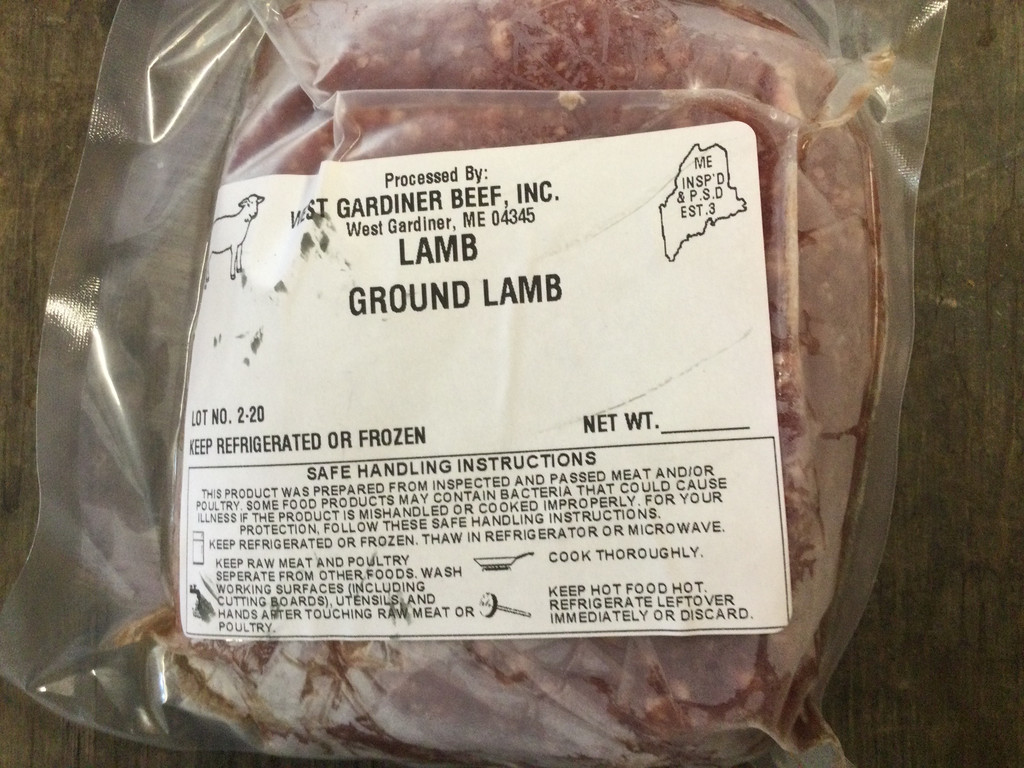 Processed By:
WEST GARDINER BEEF, INC.
West Gardiner, ME 04345
LAMB
GROUND LAMB
ME
INSP'D
& P.S.D
EST.3
LOT NO. 2-20
NET WT.
KEEP REFRIGERATED OR FROZEN
SAFE HANDLING INSTRUCTIONS
THIS PRODUCT WAS PREPARED FROM INSPECTED AND PASSED MEAT AND/OR
POULTRY. SOME FOOD PRODUCTS MAY CONTAIN BACTERIA THAT COULD CAUSE
ILLNESS IF THE PRODUCT IS MISHANDLED OR COOKED IMPROPERLY. FOR YOUR
PROTECTION, FOLLOW THESE SAFE HANDLING INSTRUCTIONS.
KEEP REFRIGERATED OR FROZEN. THAW IN REFRIGERATOR OR MICROWAVE.
KEEP RAW MEAT AND POULTRY
SEPERATE FROM OTHER FOODS. WASH
WORKING SURFACES (INCLUDING
CUTTING BOARDS), UTENSILS, AND
HANDS AFTER TOUCHING RAW MEAT OR
POULTRY.
COOK THOROUGHLY.
KEEP HOT FOOD HOT.
REFRIGERATE LEFTOVER
IMMEDIATELY OR DISCARD.